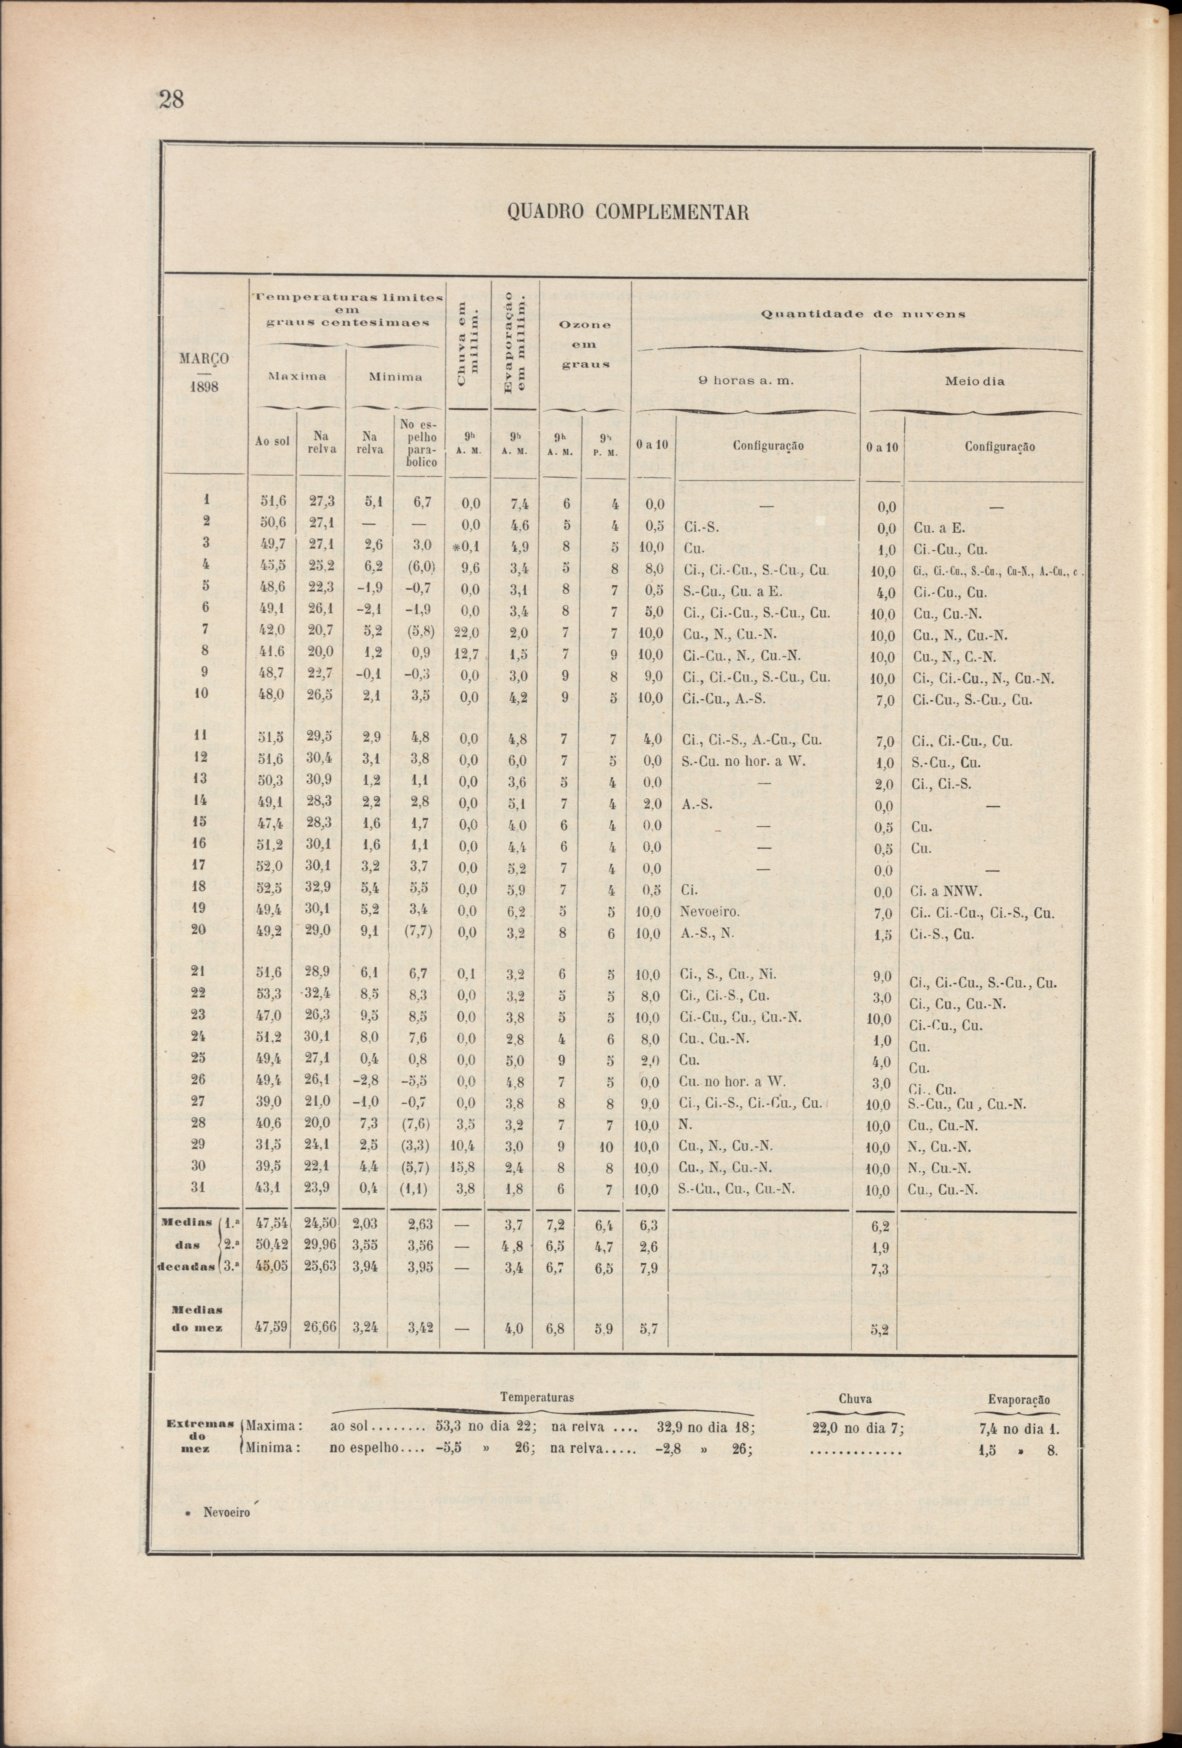 28
QUADRO COMPLEMENTAR
MARÇO
—
1898
Temperaturas limites
em
graus centesimaes
Maxima
Minima
Ao sol
Na
relva
Na
relva
No es-
pelho
para-
bolico
Chuva em
millim.
9h
A. M.
Evaporação
em millim.
9h
A. M.
Ozone
em
graus
9h
A. M.
9h
P. M.
Quantidade de nuvens
9 horas a. m.
Meio dia
0 a 10
Configuração
0 a 10
Configuração
1 51,6 27,3 5,1 6,7 0,0 7,4 6 4 0,0 — 0,0 —
2 50,6 27,1 — — 0,0 4,6 5 4 0,5 Ci.-S. 0,0 Cu. a E.
3 49,7 27,1 2,6 3,0 *0,1 4,9 8 5 10,0 Cu. 1,0 Ci.-Cu., Cu.
4 45,5 25,2 6,2 (6,0) 9,6 3,4 5 8 8,0 Ci., Ci.-Cu., S.-Cu., Cu 10,0 Ci., Ci.-Cu., S.-Cu., Cu-N., A.-Cu., c.
5 48,6 22,3 -1,9 -0,7 0,0 3,1 8 7 0,5 S.-Cu., Cu. a E. 4,0 Ci.-Cu., Cu.
6 49,1 26,1 -2,1 -1,9 0,0 3,4 8 7 5,0 Ci., Ci.-Cu., S.-Cu., Cu. 10,0 Cu., Cu.-N.
7 42,0 20,7 5,2 (5,8) 22,0 2,0 7 7 10,0 Cu., N., Cu.-N. 10,0 Cu., N., Cu.-N.
8 41.6 20,0 1,2 0,9 12,7 1,5 7 9 10,0 Ci.-Cu., N., Cu.-N. 10,0 Cu., N., C.-N.
9 48,7 22,7 -0,1 -0,3 0,0 3,0 9 8 9,0 Ci., Ci.-Cu., S.-Cu., Cu. 10,0 Ci., Ci.-Cu., N., Cu.-N.
10 48,0 26,5 2,1 3,5 0,0 4,2 9 5 10,0 Ci.-Cu., A.-S. 7,0 Ci.-Cu., S.-Cu., Cu.
11 51,5 29,5 2,9 4,8 0,0 4,8 7 7 4,0 Ci., Ci.-S., A.-Cu., Cu. 7,0 Ci., Ci.-Cu., Cu.
12 51,6 30,4 3,1 3,8 0,0 6,0 7 5 0,0 S.-Cu. no hor. a W. 1,0 S.-Cu., Cu.
13 50,3 30,9 1,2 1,1 0,0 3,6 5 4 0,0 — 2,0 Ci., Ci.-S.
14 49,1 28,3 2,2 2,8 0,0 5,1 7 4 2,0 A.-S. 0,0 —
15 47,4 28,3 1,6 1,7 0,0 4,0 6 4 0,0 — 0,5 Cu.
16 51,2 30,1 1,6 1,1 0,0 4,4 6 4 0,0 — 0,5 Cu.
17 52,0 30,1 3,2 3,7 0,0 5,2 7 4 0,0 — 0,0 —
18 52,5 32,9 5,4 5,5 0,0 5,9 7 4 0,5 Ci. 0,0 Ci. a NNW.
19 49,4 30,1 5,2 3,4 0,0 6,2 5 5 10,0 Nevoeiro. 7,0 Ci.. Ci.-Cu., Ci.-S., Cu.
20 49,2 29,0 9,1 (7,7) 0,0 3,2 8 6 10,0 A.-S., N. 1,5 Ci.-S., Cu.
21 51,6 28,9 6,1 6,7 0,1 3,2 6 5 10,0 Ci., S., Cu., Ni. 9,0 Ci., Ci.-Cu., S.-Cu., Cu.
22 53,3 32,4 8,5 8,3 0,0 3,2 5 5 8,0 Ci., Ci.-S., Cu. 3,0 Ci., Cu., Cu.-N.
23 47,0 26,3 9,5 8,5 0,0 3,8 5 5 10,0 Ci.-Cu., Cu., Cu.-N. 10,0 Ci.-Cu., Cu.
24 51,2 30,1 8,0 7,6 0,0 2,8 4 6 8,0 Cu., Cu.-N. 1,0 Cu.
25 49,4 27,1 0,4 0,8 0,0 5,0 9 5 2,0 Cu. 4,0 Cu.
26 49,4 26,1 -2,8 -5,5 0,0 4,8 7 5 0,0 Cu. no hor. a W. 3,0 Ci., Cu.
27 39,0 21,0 -1,0 -0,7 0,0 3,8 8 8 9,0 Ci., Ci.-S., Ci.-Cu., Cu. 10,0 S.-Cu., Cu, Cu.-N.
28 40,6 20,0 7,3 (7,6) 3,5 3,2 7 7 10,0 N. 10,0 Cu., Cu.-N.
29 31,5 24,1 2,5 (3,3) 10,4 3,0 9 10 10,0 Cu., N., Cu.-N. 10,0 N., Cu.-N.
30 39,5 22,1 4,4 (5,7) 15,8 2,4 8 8 10,0 Cu., N., Cu.-N. 10,0 N., Cu.-N.
31 43,1 23,9 0,4 (1,1) 3,8 1,8 6 7 10,0 S.-Cu., Cu., Cu.-N. 10,0 Cu., Cu.-N.
Medias 1.ª 47,54 24,50 2,03 2,63 — 3,7 7,2 6,4 6,3 6,2
das 2.ª 50,42 29,96 3,55 3,56 — 4,8 6,5 4,7 2,6 1,9
decadas 3.ª 45,05 25,63 3,94 3,95 — 3,4 6,7 6,5 7,9 7,3
Medias
do mez 47,59 26,66 3,24 3,42 — 4,0 6,8 5,9 5,7 5,2
Temperaturas Chuva Evaporação
Extremas
do
mez
Maxima: ao sol........ 53,3 no dia 22; na relva .... 32,9 no dia 18; 22,0 no dia 7; 7,4 no dia 1.
Minima: no espelho.... -5,5 » 26; na relva..... -2,8 » 26; ............. 1,5 » 8.
* Nevoeiro